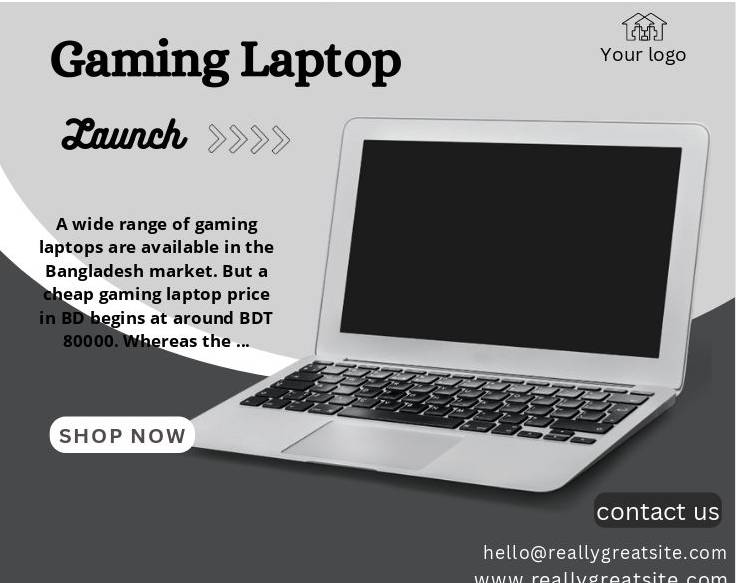 Gaming Laptop
Your logo
Launch
A wide range of gaming
laptops are available in the
Bangladesh market. But a
cheap gaming laptop price
in BD begins at around BDT
80000. Whereas the ...
SHOP NOW
contact us
hello@reallygreatsite.com
www.reallygreatsite.com